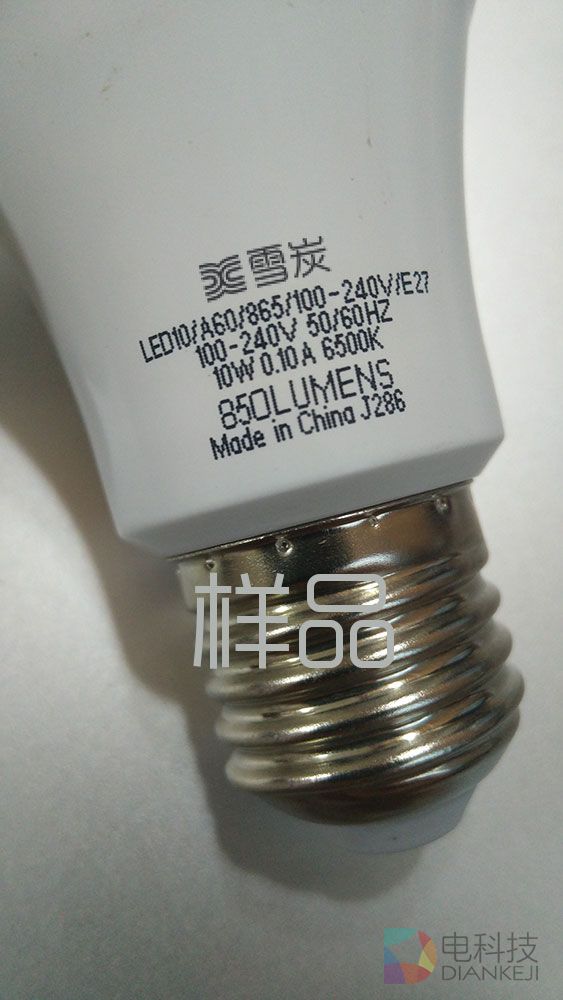 雪炭
LED10/A60/865/100-240V/E27
100-240V 50/60HZ
10W 0.10A 6500K
850LUMENS
Made in China J286
样品
电科技
DIANKEJI